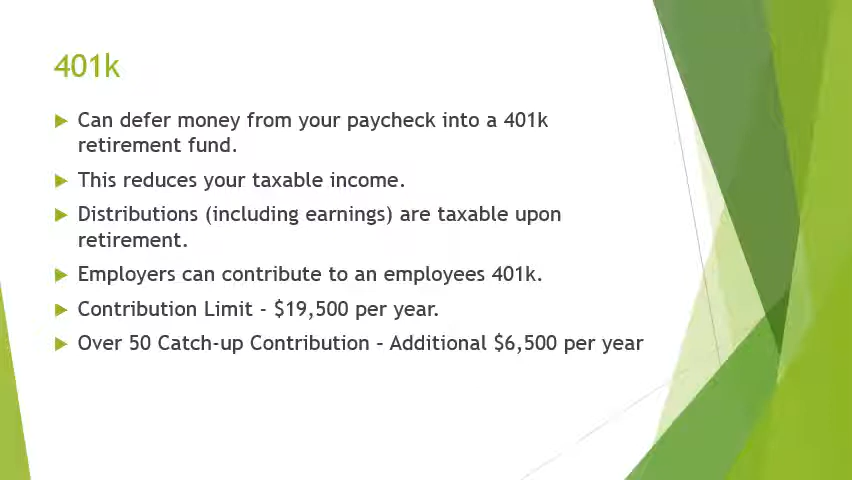 401k
Can defer money from your paycheck into a 401k
retirement fund.
This reduces your taxable income.
Distributions (including earnings) are taxable upon
retirement.
Employers can contribute to an employees 401k.
Contribution Limit - $19,500 per year.
Over 50 Catch-up Contribution – Additional $6,500 per year